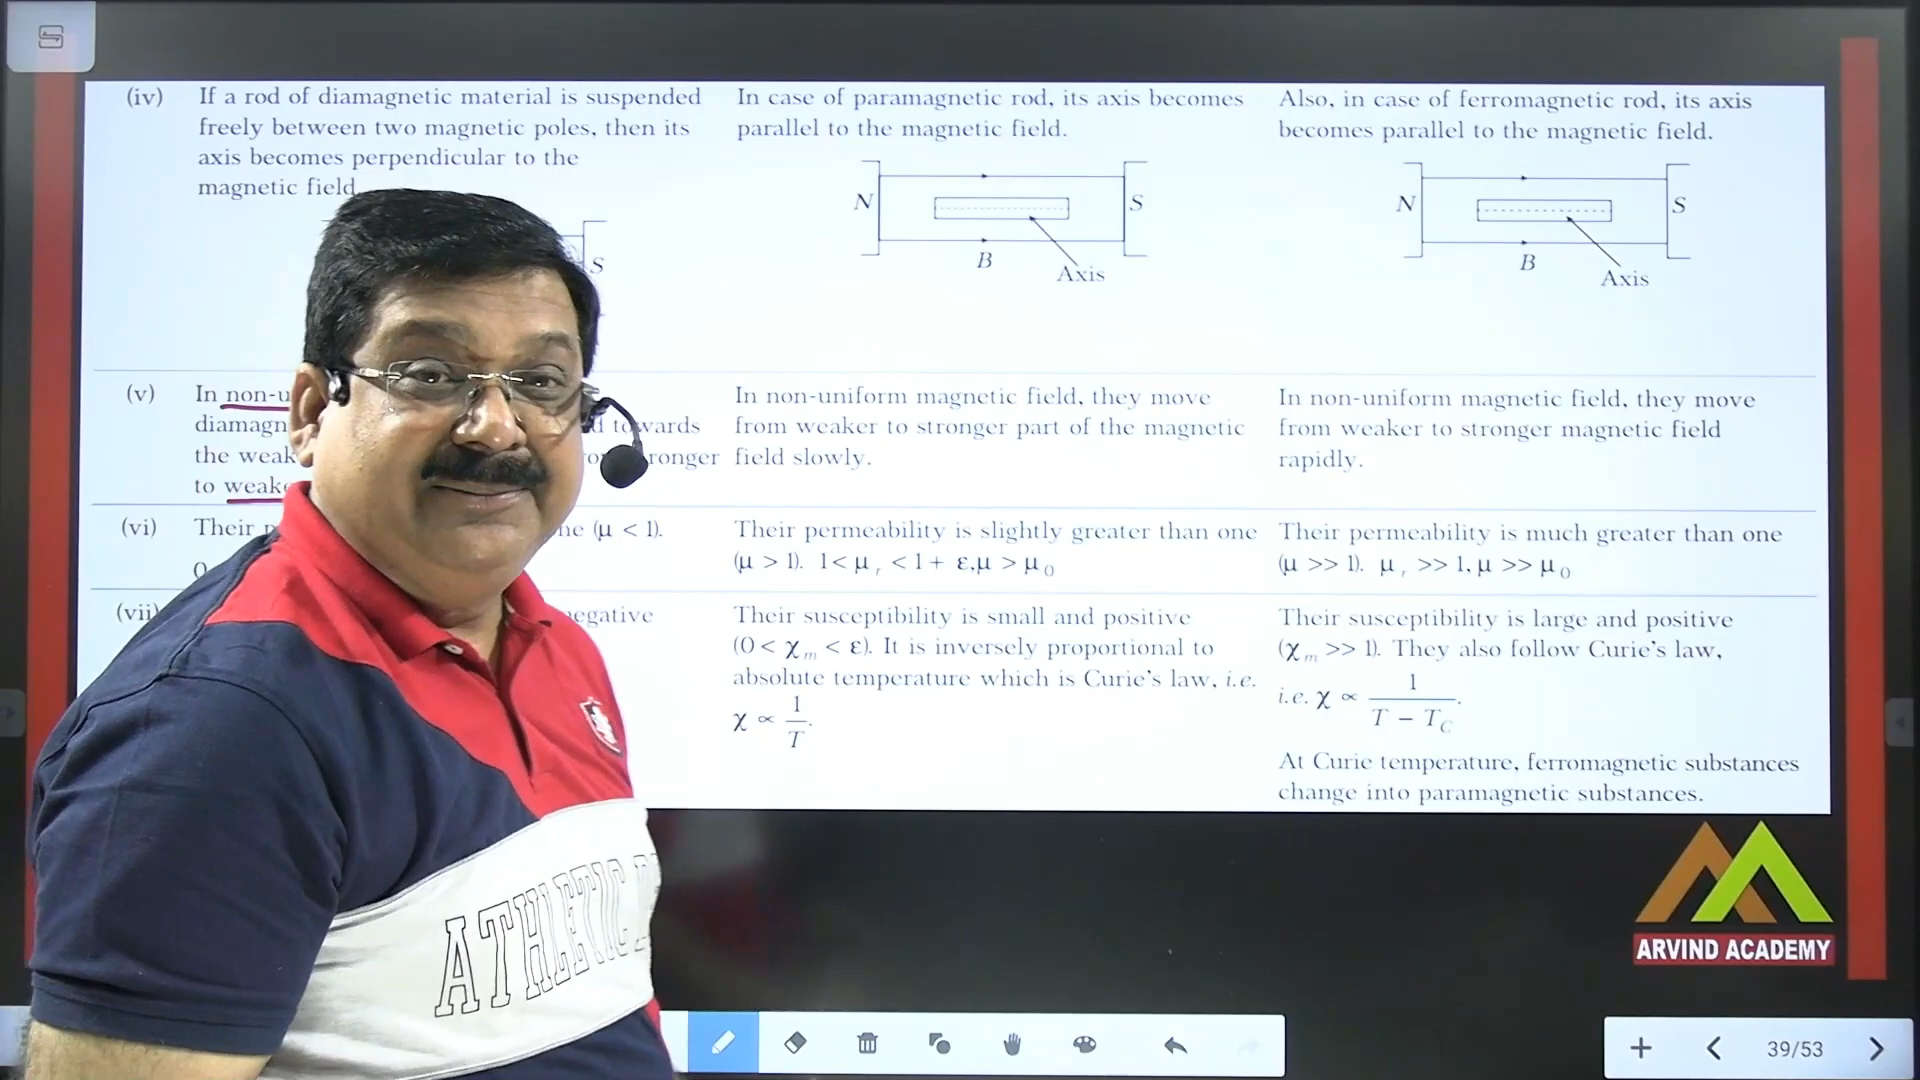 (iv) If a rod of diamagnetic material is suspended
freely between two magnetic poles, then its
axis becomes perpendicular to the
magnetic field
S
In case of paramagnetic rod, its axis becomes
parallel to the magnetic field.
N S
B
Axis
Also, in case of ferromagnetic rod, its axis
becomes parallel to the magnetic field.
N S
B
Axis
(v) In non-u
diamagn towards
the weak ronger
to weake
In non-uniform magnetic field, they move
from weaker to stronger part of the magnetic
field slowly.
In non-uniform magnetic field, they move
from weaker to stronger magnetic field
rapidly.
(vi) Their ne (μ < 1).
0
Their permeability is slightly greater than one
(μ > 1). 1 < μr < 1 + ε, μ > μ0
Their permeability is much greater than one
(μ >> 1). μr >> 1, μ >> μ0
(vii) negative
Their susceptibility is small and positive
(0 < χm < ε). It is inversely proportional to
absolute temperature which is Curie's law, i.e.
χ ∝ 1/T.
Their susceptibility is large and positive
(χm >> 1). They also follow Curie's law,
i.e. χ ∝ 1/(T − TC).
At Curie temperature, ferromagnetic substances
change into paramagnetic substances.
ATHLETIC
ARVIND ACADEMY
39/53